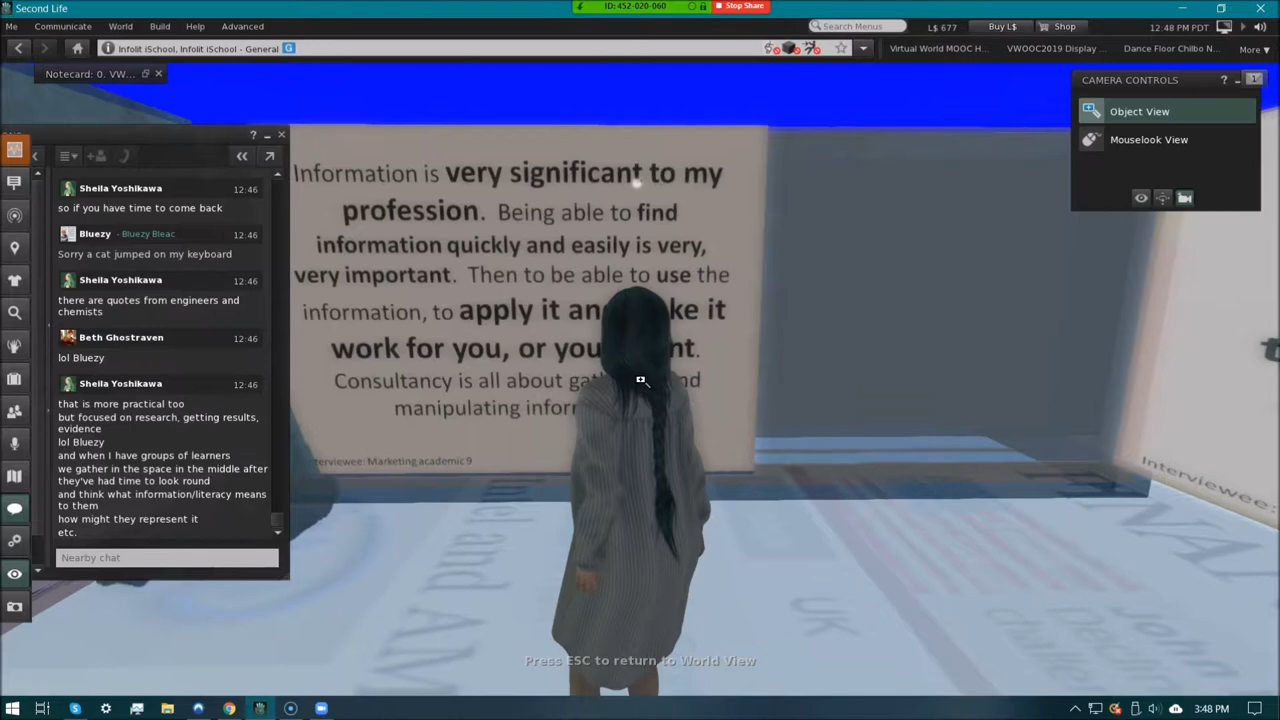 Second Life
ID: 452-020-060
Stop Share
Me Communicate World Build Help Advanced
Search Menus
L$ 677
Buy L$
Shop
12:48 PM PDT
Infolit iSchool, Infolit iSchool - General
Virtual World MOOC H...
VWOOC2019 Display ...
Dance Floor Chilbo N...
More
Notecard: 0. VW...
CAMERA CONTROLS
Object View
Mouselook View
Sheila Yoshikawa 12:46
so if you have time to come back
Bluezy - Bluezy Bleac 12:46
Sorry a cat jumped on my keyboard
Sheila Yoshikawa 12:46
there are quotes from engineers and
chemists
Beth Ghostraven 12:46
lol Bluezy
Sheila Yoshikawa 12:46
that is more practical too
but focused on research, getting results,
evidence
lol Bluezy
and when I have groups of learners
we gather in the space in the middle after
they've had time to look round
and think what information/literacy means
to them
how might they represent it
etc.
Nearby chat
Information is very significant to my
profession. Being able to find
information quickly and easily is very,
very important. Then to be able to use the
information, to apply it an ke it
work for you, or you nt.
Consultancy is all about gat nd
manipulating infor
terviewee: Marketing academic 9
Interviewee:
UK
Press ESC to return to World View
3:48 PM